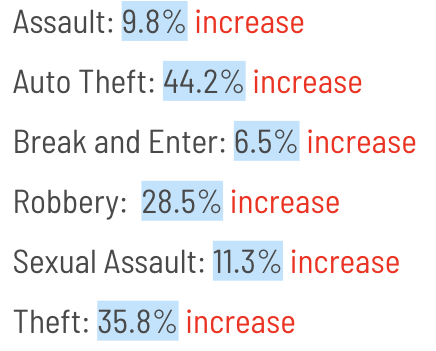 Assault: 9.8% increase
Auto Theft: 44.2% increase
Break and Enter: 6.5% increase
Robbery: 28.5% increase
Sexual Assault: 11.3% increase
Theft: 35.8% increase